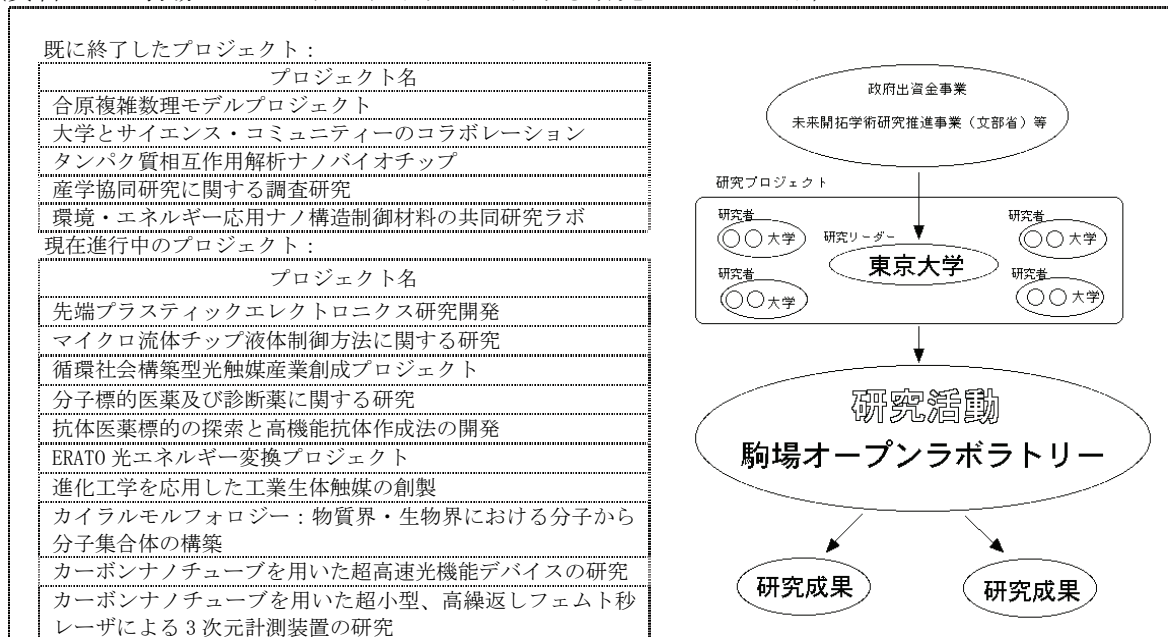 既に終了したプロジェクト：
プロジェクト名
合原複雑数理モデルプロジェクト
大学とサイエンス・コミュニティーのコラボレーション
タンパク質相互作用解析ナノバイオチップ
産学協同研究に関する調査研究
環境・エネルギー応用ナノ構造制御材料の共同研究ラボ
現在進行中のプロジェクト：
プロジェクト名
先端プラスティックエレクトロニクス研究開発
マイクロ流体チップ液体制御方法に関する研究
循環社会構築型光触媒産業創成プロジェクト
分子標的医薬及び診断薬に関する研究
抗体医薬標的の探索と高機能抗体作成法の開発
ERATO 光エネルギー変換プロジェクト
進化工学を応用した工業生体触媒の創製
カイラルモルフォロジー：物質界・生物界における分子から
分子集合体の構築
カーボンナノチューブを用いた超高速光機能デバイスの研究
カーボンナノチューブを用いた超小型、高繰返しフェムト秒
レーザによる３次元計測装置の研究
政府出資金事業
未来開拓学術研究推進事業（文部省）等
研究プロジェクト
研究者
〇〇大学
研究リーダー
東京大学
研究者
〇〇大学
研究者
〇〇大学
研究者
〇〇大学
研究活動
駒場オープンラボラトリー
研究成果
研究成果